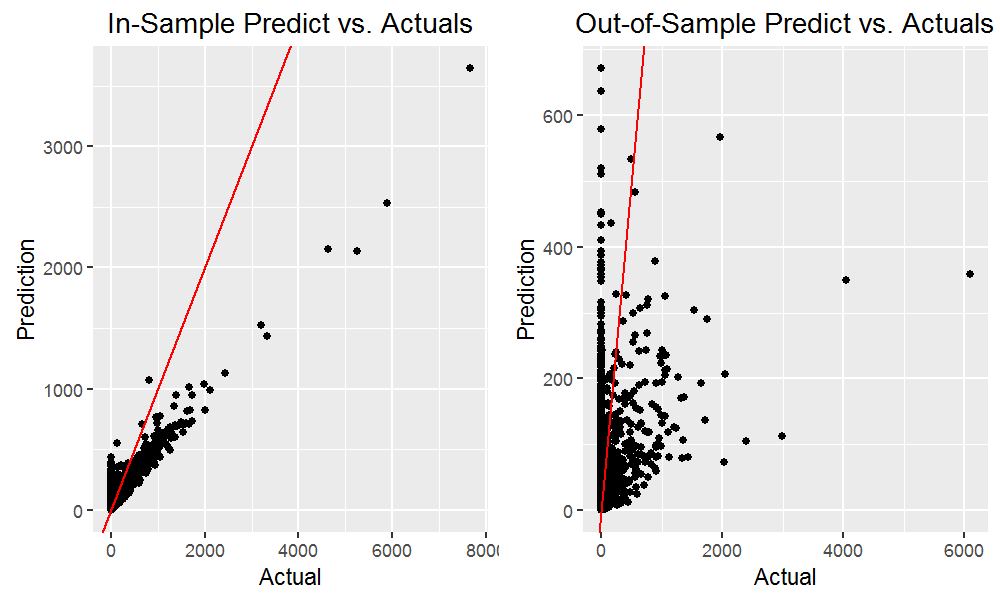 In-Sample Predict vs. Actuals
Prediction
3000
2000
1000
0
0 2000 4000 6000 8000
Actual
Out-of-Sample Predict vs. Actuals
Prediction
600
400
200
0
0 2000 4000 6000
Actual